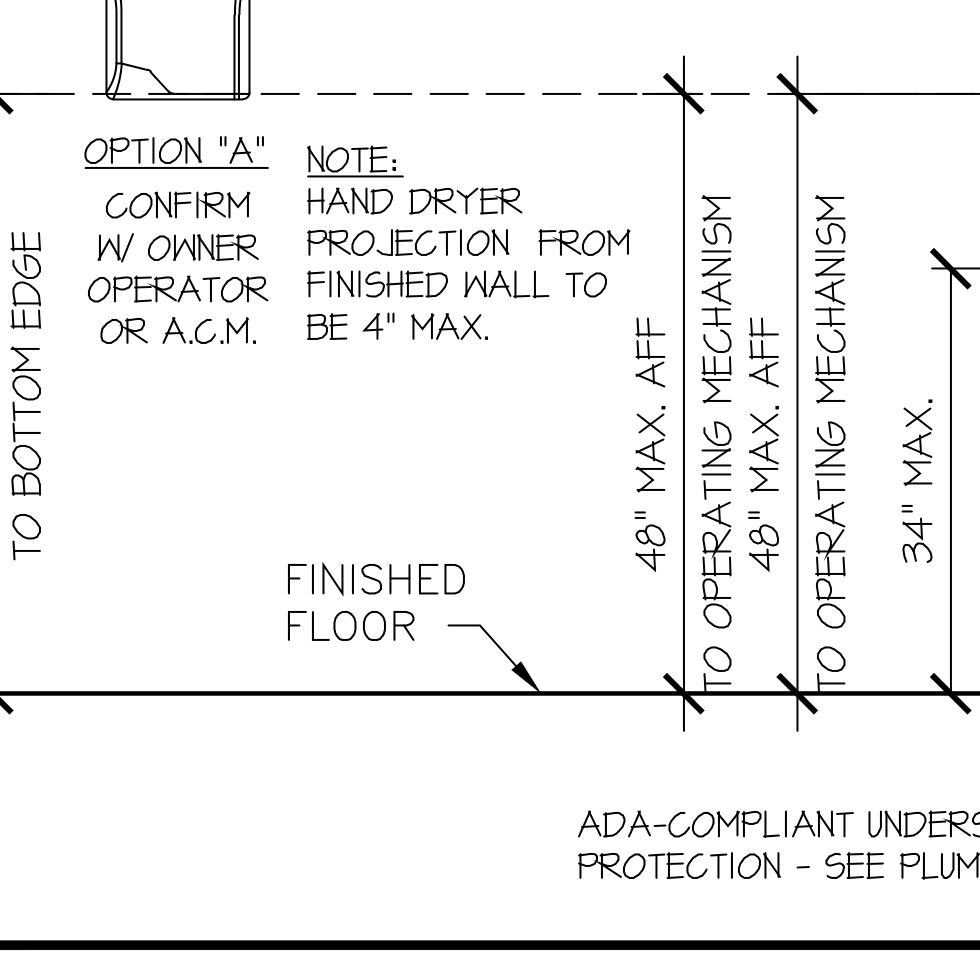 OPTION "A"
CONFIRM
W/ OWNER
OPERATOR
OR A.C.M.
NOTE:
HAND DRYER
PROJECTION FROM
FINISHED WALL TO
BE 4" MAX.
TO BOTTOM EDGE
48" MAX. AFF
TO OPERATING MECHANISM
48" MAX. AFF
TO OPERATING MECHANISM
34" MAX.
FINISHED
FLOOR
ADA-COMPLIANT UNDERS
PROTECTION - SEE PLUM